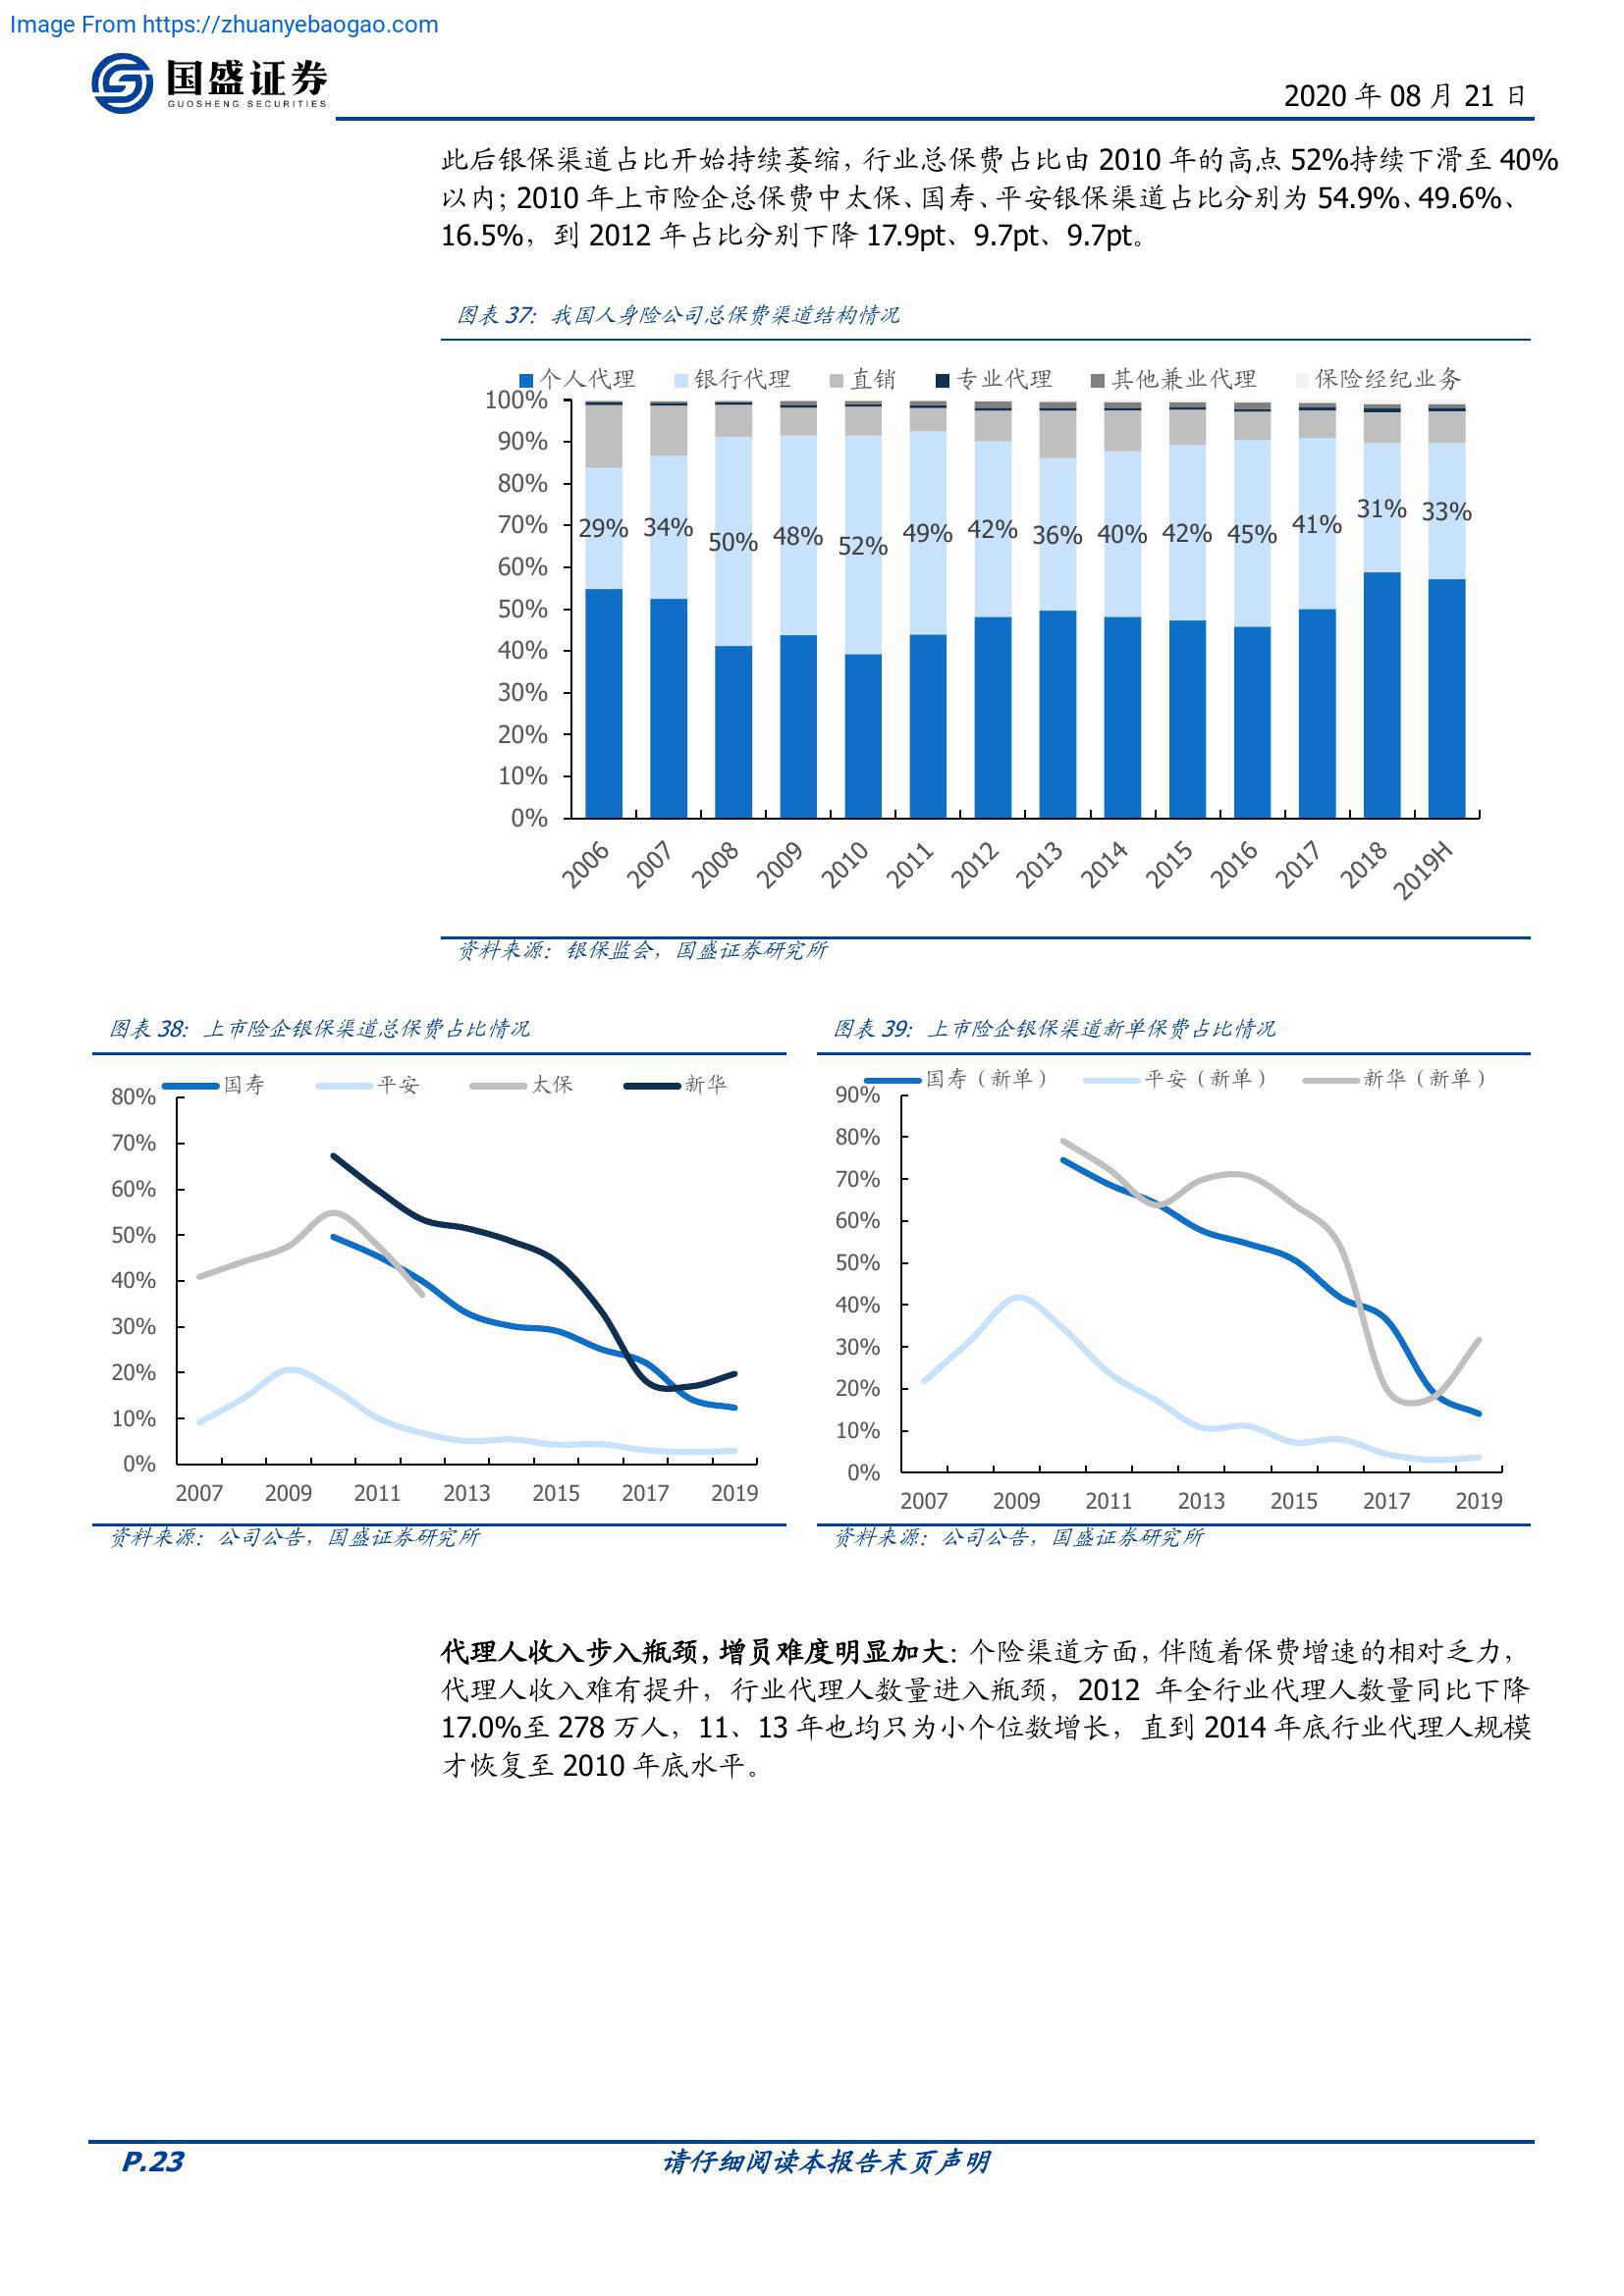 Image From https://zhuanyebaogao.com
国盛证券
GUOSHENG SECURITIES
2020 年 08 月 21 日
此后银保渠道占比开始持续萎缩，行业总保费占比由 2010 年的高点 52%持续下滑至 40%
以内；2010 年上市险企总保费中太保、国寿、平安银保渠道占比分别为 54.9%、49.6%、
16.5%，到 2012 年占比分别下降 17.9pt、9.7pt、9.7pt。
图表 37：我国人身险公司总保费渠道结构情况
个人代理 银行代理 直销 专业代理 其他兼业代理 保险经纪业务
100%
90%
80%
70%
60%
50%
40%
30%
20%
10%
0%
29% 34% 50% 48% 52% 49% 42% 36% 40% 42% 45% 41% 31% 33%
2006 2007 2008 2009 2010 2011 2012 2013 2014 2015 2016 2017 2018 2019H
资料来源：银保监会，国盛证券研究所
图表 38：上市险企银保渠道总保费占比情况
国寿 平安 太保 新华
80%
70%
60%
50%
40%
30%
20%
10%
0%
2007 2009 2011 2013 2015 2017 2019
资料来源：公司公告，国盛证券研究所
图表 39：上市险企银保渠道新单保费占比情况
国寿（新单） 平安（新单） 新华（新单）
90%
80%
70%
60%
50%
40%
30%
20%
10%
0%
2007 2009 2011 2013 2015 2017 2019
资料来源：公司公告，国盛证券研究所
代理人收入步入瓶颈，增员难度明显加大：个险渠道方面，伴随着保费增速的相对乏力，
代理人收入难有提升，行业代理人数量进入瓶颈，2012 年全行业代理人数量同比下降
17.0%至 278 万人，11、13 年也均只为小个位数增长，直到 2014 年底行业代理人规模
才恢复至 2010 年底水平。
P.23
请仔细阅读本报告末页声明